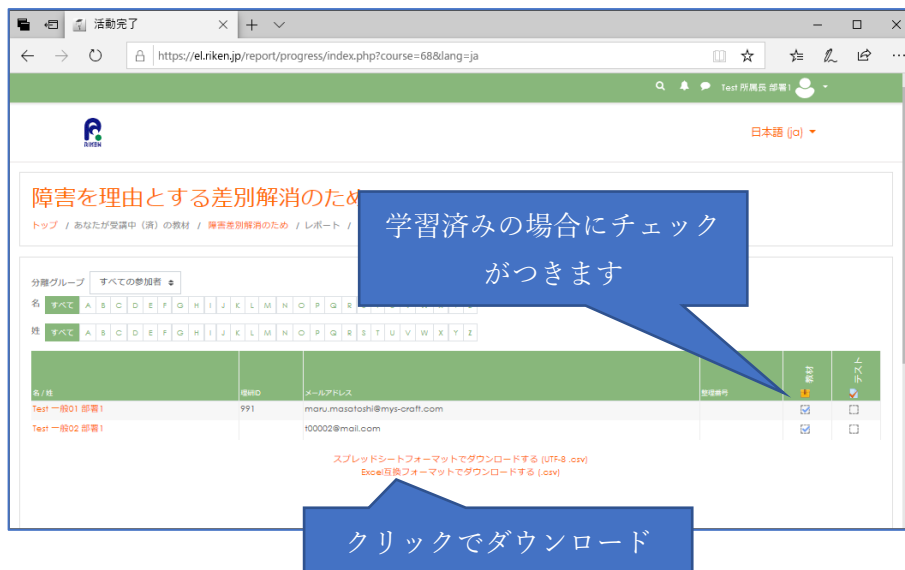 活動完了
https://el.riken.jp/report/progress/index.php?course=68&lang=ja
Test 所属長 部署1
RIKEN
日本語 (ja)
障害を理由とする差別解消のため
トップ / あなたが受講中（済）の教材 / 障害者差別解消のため / レポート /
学習済みの場合にチェック
がつきます
分離グループ すべての参加者
名 すべて A B C D E F G H I J K L M N O P Q R S T U V W X Y Z
姓 すべて A B C D E F G H I J K L M N O P Q R S T U V W X Y Z
名 / 姓 理研ID メールアドレス 整理番号 教材 テスト
Test 一般01 部署1 991 maru.masatoshi@mys-craft.com
Test 一般02 部署1 t00002@mail.com
スプレッドシートフォーマットでダウンロードする (UTF-8 .csv)
Excel互換フォーマットでダウンロードする (.csv)
クリックでダウンロード